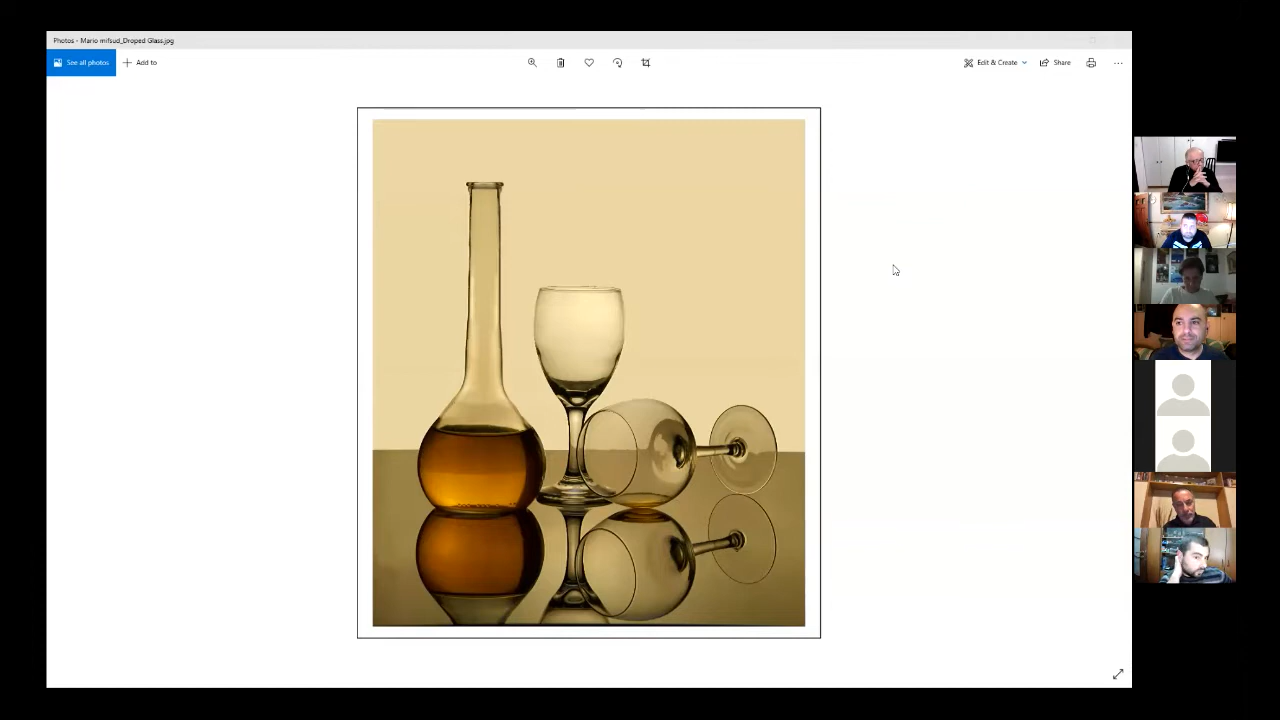 Photos - Mario mifsud_Droped Glass.jpg
See all photos
Add to
Edit & Create
Share